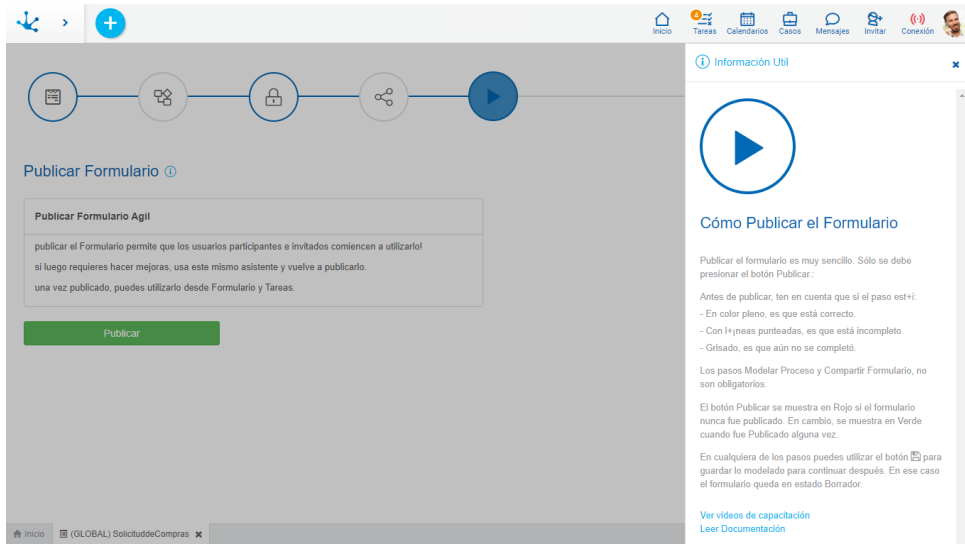 4
Inicio
Tareas
Calendarios
Casos
Mensajes
Invitar
Conexión
Publicar Formulario
Publicar Formulario Agil
publicar el Formulario permite que los usuarios participantes e invitados comiencen a utilizarlo!
si luego requieres hacer mejoras, usa este mismo asistente y vuelve a publicarlo.
una vez publicado, puedes utilizarlo desde Formulario y Tareas.
Publicar
Inicio
(GLOBAL) SolicituddeCompras
Información Util
Cómo Publicar el Formulario
Publicar el formulario es muy sencillo. Sólo se debe
presionar el botón Publicar.:
Antes de publicar, ten en cuenta que si el paso est+í:
- En color pleno, es que está correcto.
- Con l+¡neas punteadas, es que está incompleto.
- Grisado, es que aún no se completó.
Los pasos Modelar Proceso y Compartir Formulario, no
son obligatorios.
El botón Publicar se muestra en Rojo si el formulario
nunca fue publicado. En cambio, se muestra en Verde
cuando fue Publicado alguna vez.
En cualquiera de los pasos puedes utilizar el botón para
guardar lo modelado para continuar después. En ese caso
el formulario queda en estado Borrador.
Ver videos de capacitación
Leer Documentación